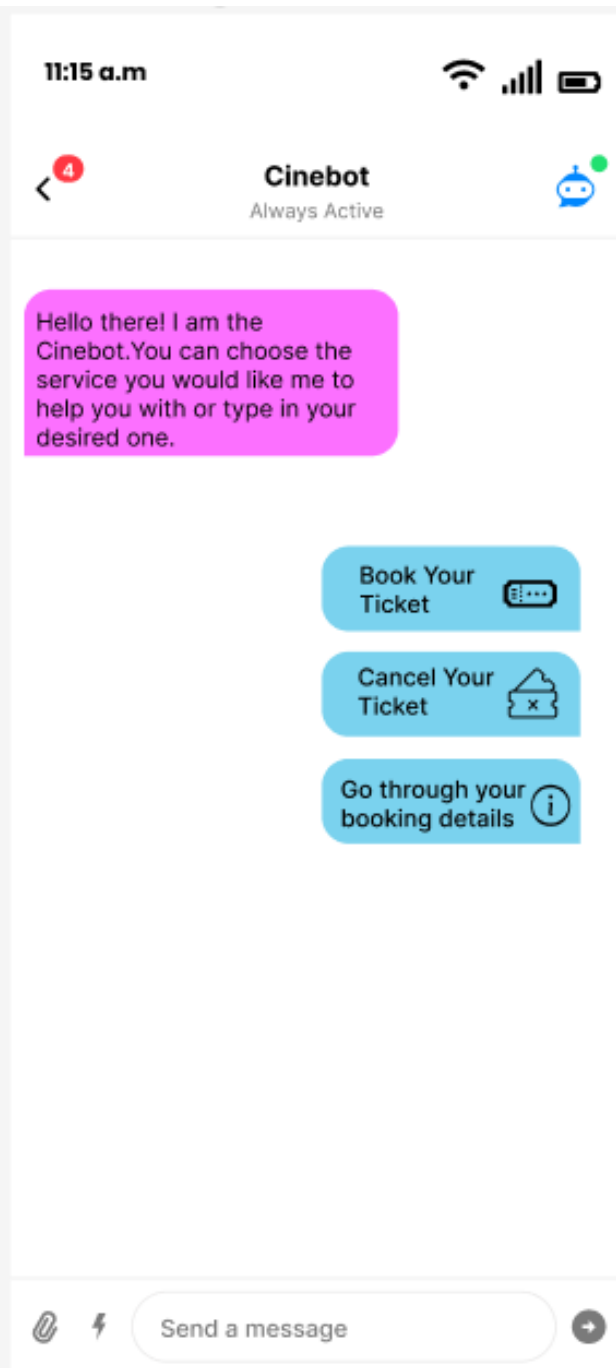 11:15 a.m
4
Cinebot
Always Active
Hello there! I am the
Cinebot.You can choose the
service you would like me to
help you with or type in your
desired one.
Book Your
Ticket
Cancel Your
Ticket
Go through your
booking details
Send a message